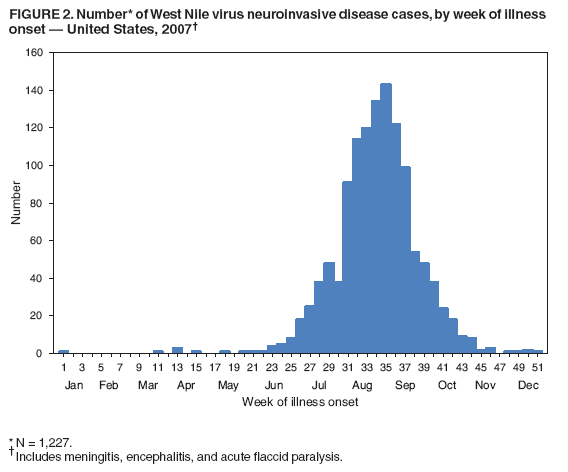 FIGURE 2. Number* of West Nile virus neuroinvasive disease cases, by week of illness
onset — United States, 2007†
160
140
120
100
80
60
40
20
0
Number
1 3 5 7 9 11 13 15 17 19 21 23 25 27 29 31 33 35 37 39 41 43 45 47 49 51
Jan Feb Mar Apr May Jun Jul Aug Sep Oct Nov Dec
Week of illness onset
* N = 1,227.
† Includes meningitis, encephalitis, and acute flaccid paralysis.